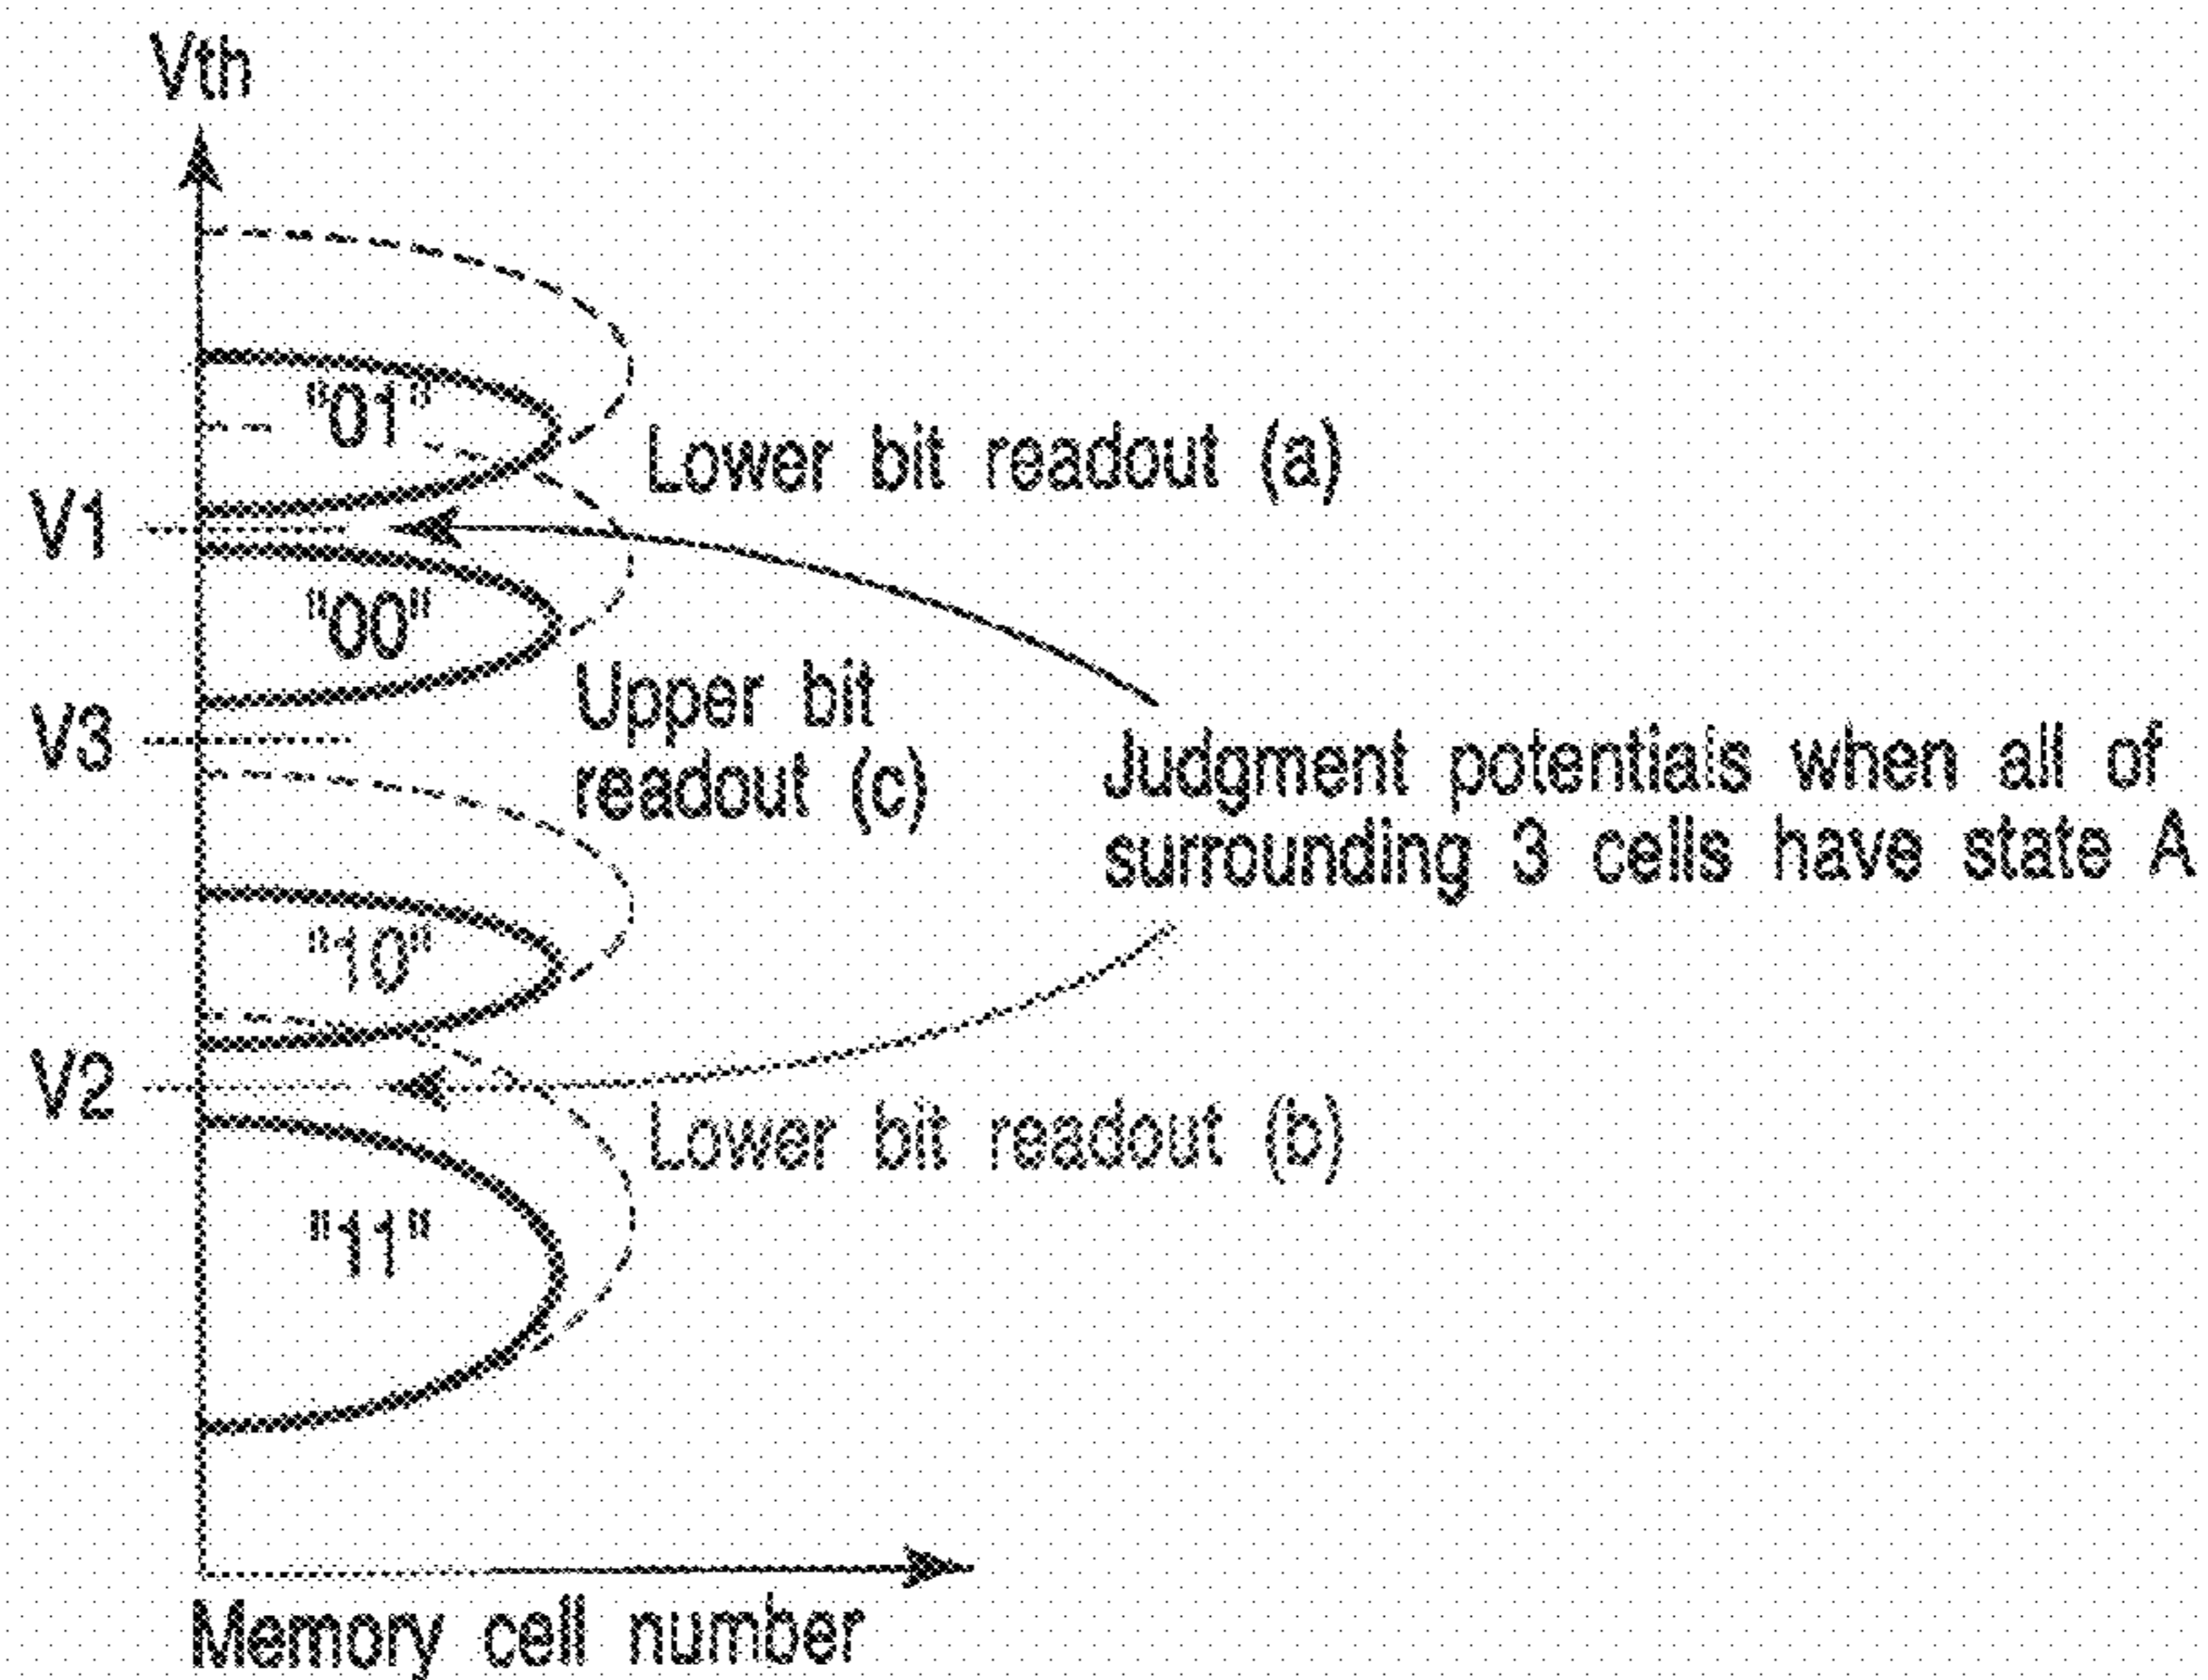 Vth
"01"
Lower bit readout (a)
V1
"00"
Upper bit
readout (c)
V3
Judgment potentials when all of
surrounding 3 cells have state A
"10"
V2
Lower bit readout (b)
"11"
Memory cell number